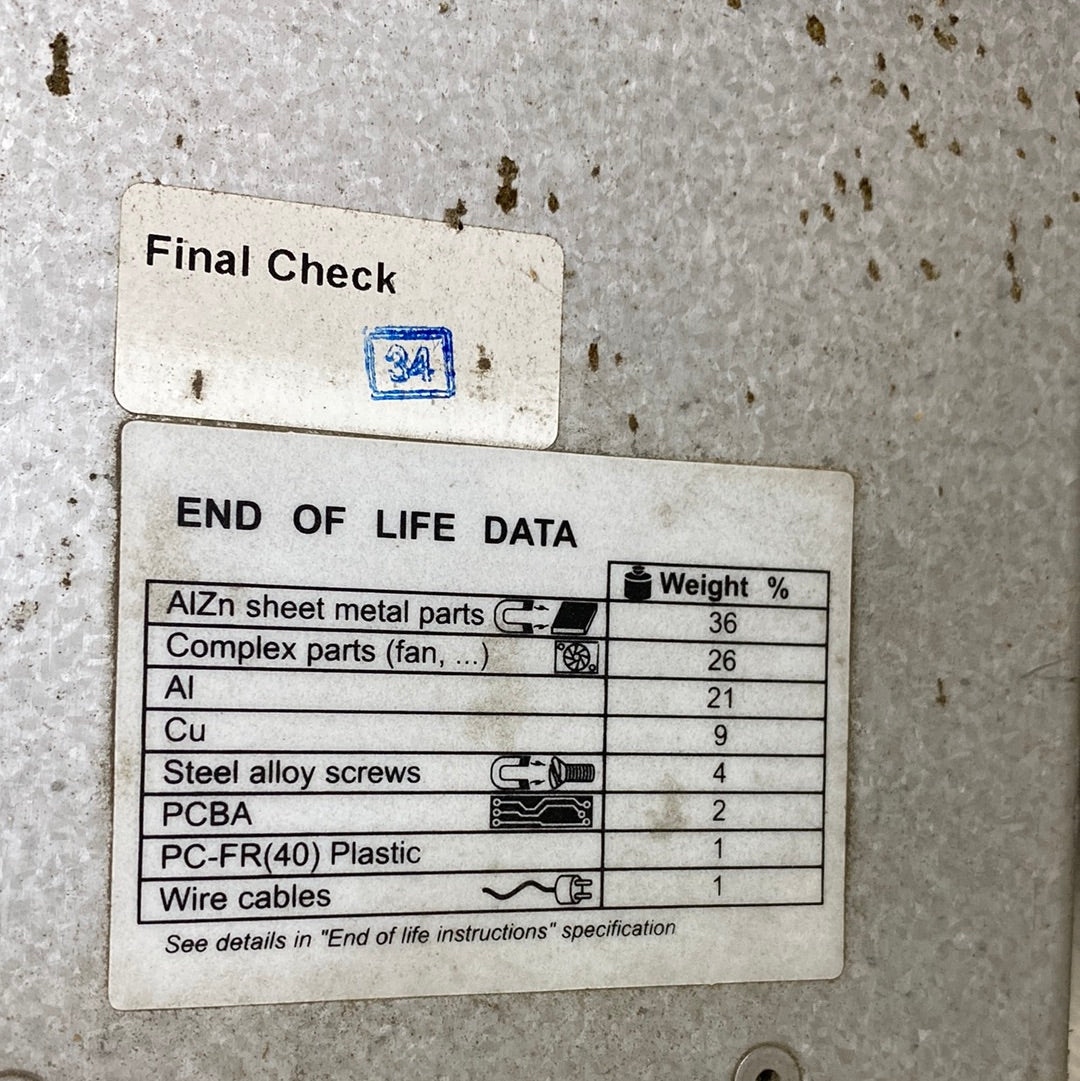 Final Check
34
END OF LIFE DATA
Weight %
AlZn sheet metal parts 36
Complex parts (fan, ...) 26
Al 21
Cu 9
Steel alloy screws 4
PCBA 2
PC-FR(40) Plastic 1
Wire cables 1
See details in "End of life instructions" specification